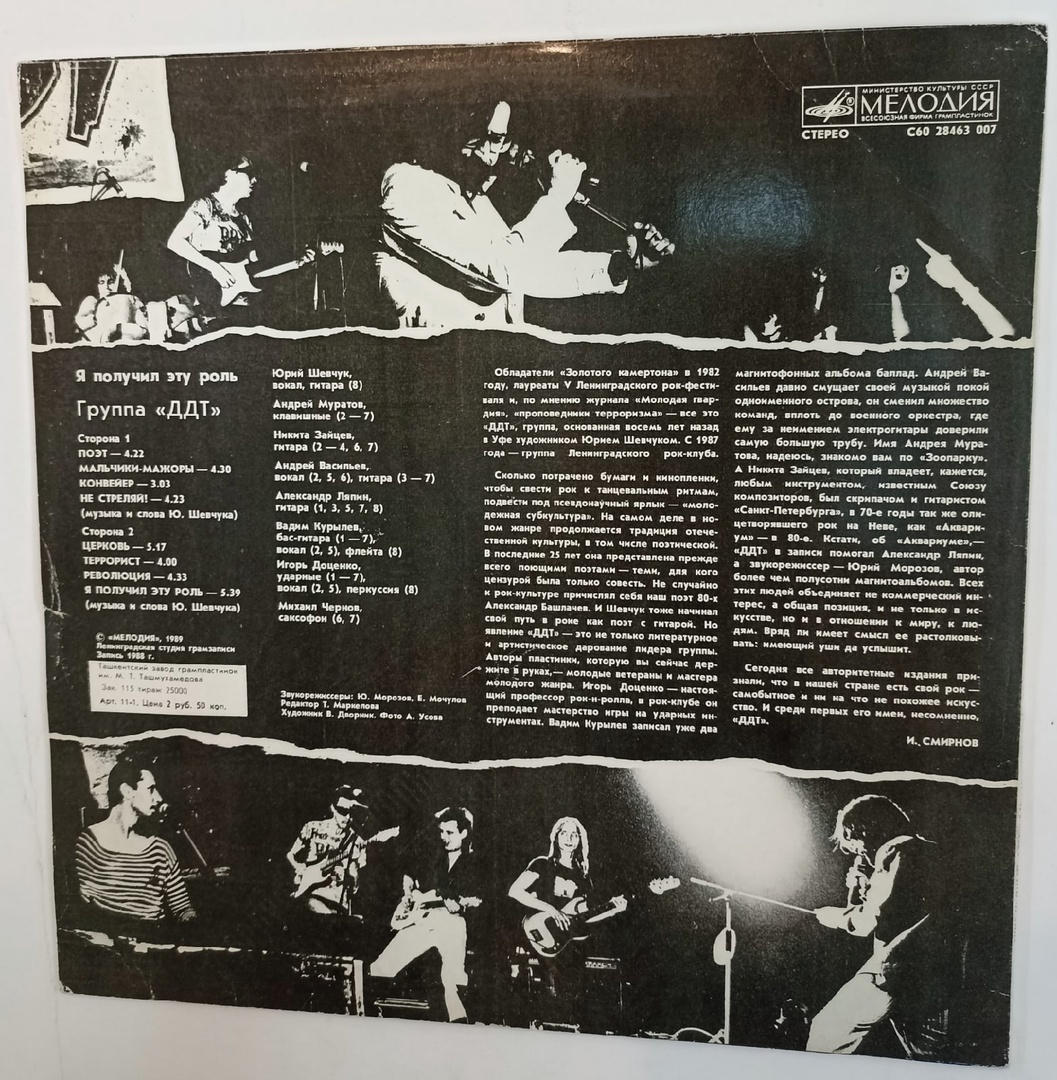 МИНИСТЕРСТВО КУЛЬТУРЫ СССР
МЕЛОДИЯ
ВСЕСОЮЗНАЯ ФИРМА ГРАМПЛАСТИНОК
СТЕРЕО С60 28463 007
Я получил эту роль
Группа «ДДТ»
Сторона 1
ПОЭТ — 4.22
МАЛЬЧИКИ-МАЖОРЫ — 4.30
КОНВЕЙЕР — 3.03
НЕ СТРЕЛЯЙ! — 4.23
(музыка и слова Ю. Шевчука)
Сторона 2
ЦЕРКОВЬ — 5.17
ТЕРРОРИСТ — 4.00
РЕВОЛЮЦИЯ — 4.33
Я ПОЛУЧИЛ ЭТУ РОЛЬ — 5.39
(музыка и слова Ю. Шевчука)
© «МЕЛОДИЯ», 1989
Ленинградская студия грамзаписи
Запись 1988 г.
Ташкентский завод грампластинок
им. М. Т. Ташмухамедова
Зак. 115 тираж 25000
Арт. 11-1. Цена 2 руб. 50 коп.
Юрий Шевчук,
вокал, гитара (8)
Андрей Муратов,
клавишные (2 — 7)
Никита Зайцев,
гитара (2 — 4, 6, 7)
Андрей Васильев,
вокал (2, 5, 6), гитара (3 — 7)
Александр Ляпин,
гитара (1, 3, 5, 7, 8)
Вадим Курылев,
бас-гитара (1 — 7),
вокал (2, 5), флейта (8)
Игорь Доценко,
ударные (1 — 7),
вокал (2, 5), перкуссия (8)
Михаил Чернов,
саксофон (6, 7)
Звукорежиссеры: Ю. Морозов, Е. Мочулов
Редактор Т. Маркелова
Художник В. Дворник. Фото А. Усова
Обладатели «Золотого камертона» в 1982
году, лауреаты V Ленинградского рок-фести-
валя и, по мнению журнала «Молодая гвар-
дия», «проповедники терроризма» — все это
«ДДТ», группа, основанная восемь лет назад
в Уфе художником Юрием Шевчуком. С 1987
года — группа Ленинградского рок-клуба.
Сколько потрачено бумаги и кинопленки,
чтобы свести рок к танцевальным ритмам,
подвести под псевдонаучный ярлык — «моло-
дежная субкультура». На самом деле в но-
вом жанре продолжается традиция отече-
ственной культуры, в том числе поэтической.
В последние 25 лет она представлена прежде
всего поющими поэтами — теми, для кого
цензурой была только совесть. Не случайно
к рок-культуре причислял себя наш поэт 80-х
Александр Башлачев. И Шевчук тоже начинал
свой путь в роке как поэт с гитарой. Но
явление «ДДТ» — это не только литературное
и артистическое дарование лидера группы.
Авторы пластинки, которую вы сейчас дер-
жите в руках, — молодые ветераны и мастера
молодого жанра. Игорь Доценко — настоя-
щий профессор рок-н-ролла, в рок-клубе он
преподает мастерство игры на ударных ин-
струментах. Вадим Курылев записал уже два
магнитофонных альбома баллад. Андрей Ва-
сильев давно смущает своей музыкой покой
одноименного острова, он сменил множество
команд, вплоть до военного оркестра, где
ему за неимением электрогитары доверили
самую большую трубу. Имя Андрея Мура-
това, надеюсь, знакомо вам по «Зоопарку».
А Никита Зайцев, который владеет, кажется,
любым инструментом, известным Союзу
композиторов, был скрипачом и гитаристом
«Санкт-Петербурга», в 70-е годы так же оли-
цетворявшего рок на Неве, как «Аквари-
ум» — в 80-е. Кстати, об «Аквариуме», —
«ДДТ» в записи помогал Александр Ляпин,
а звукорежиссер — Юрий Морозов, автор
более чем полусотни магнитоальбомов. Всех
этих людей объединяет не коммерческий ин-
терес, а общая позиция, и не только в ис-
кусстве, но и в отношении к миру, к лю-
дям. Вряд ли имеет смысл ее растолковы-
вать: имеющий уши да услышит.
Сегодня все авторитетные издания при-
знали, что в нашей стране есть свой рок —
самобытное и ни на что не похожее искус-
ство. И среди первых его имен, несомненно,
«ДДТ».
И. СМИРНОВ